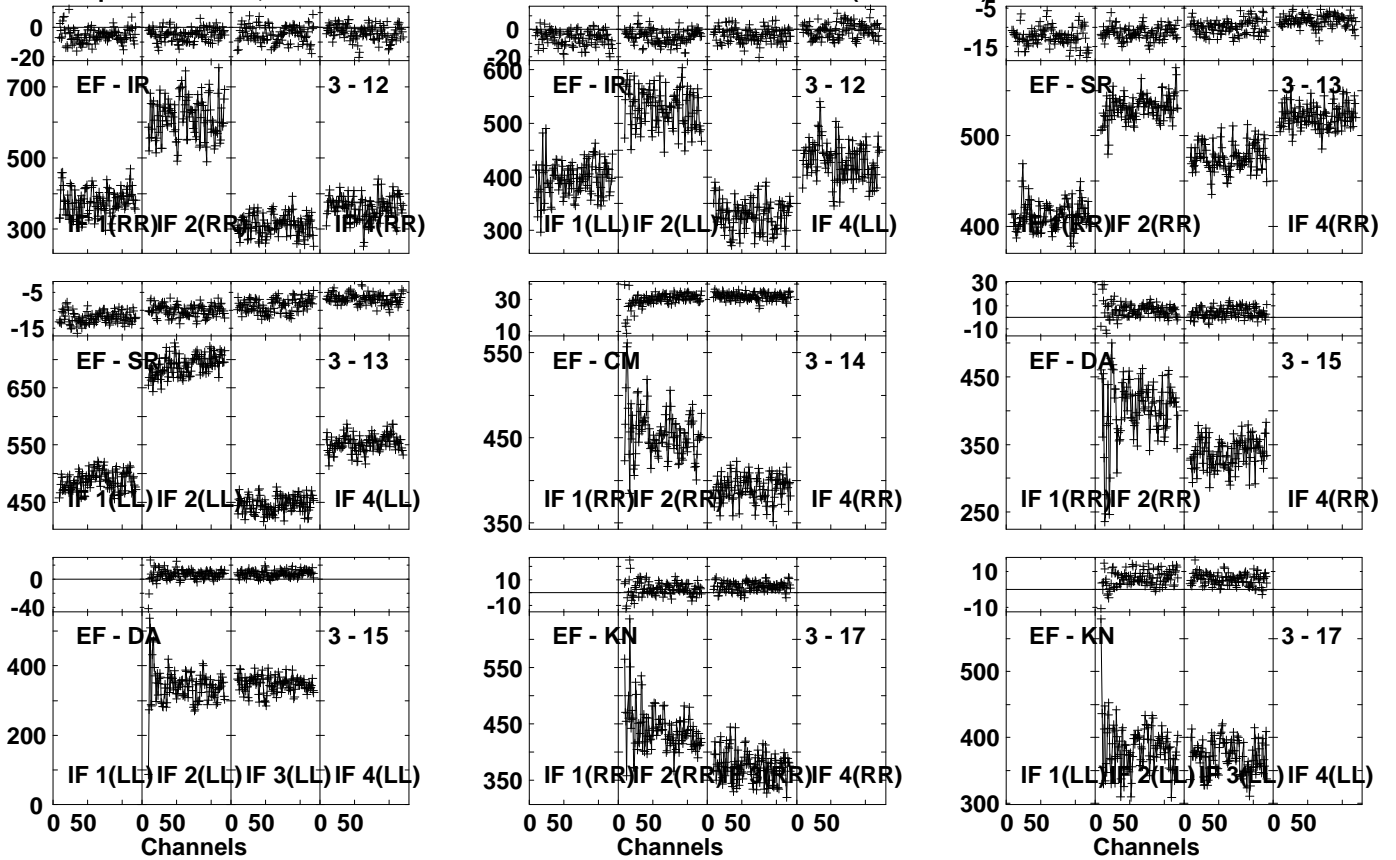 0
-20
700
500
300
EF - IR
3 - 12
IF 1(RR)
IF 2(RR)
IF 4(RR)
0
20
600
500
400
300
EF - IR
3 - 12
IF 1(LL)
IF 2(LL)
IF 4(LL)
-5
-15
500
400
EF - SR
3 - 13
IF 2(RR)
IF 4(RR)
-5
-15
650
550
450
EF - SR
3 - 13
IF 1(LL)
IF 2(LL)
IF 4(LL)
30
10
550
450
350
EF - CM
3 - 14
IF 1(RR)
IF 2(RR)
IF 4(RR)
30
10
-10
450
350
250
EF - DA
3 - 15
IF 1(RR)
IF 2(RR)
IF 4(RR)
0
-40
400
200
0
EF - DA
3 - 15
IF 1(LL)
IF 2(LL)
IF 3(LL)
IF 4(LL)
0 50
0 50
0 50
0 50
Channels
10
-10
550
450
350
EF - KN
3 - 17
IF 1(RR)
IF 2(RR)
IF 3(RR)
IF 4(RR)
0 50
0 50
0 50
0 50
Channels
10
-10
500
400
300
EF - KN
3 - 17
IF 1(LL)
IF 2(LL)
IF 3(LL)
IF 4(LL)
0 50
0 50
0 50
0 50
Channels